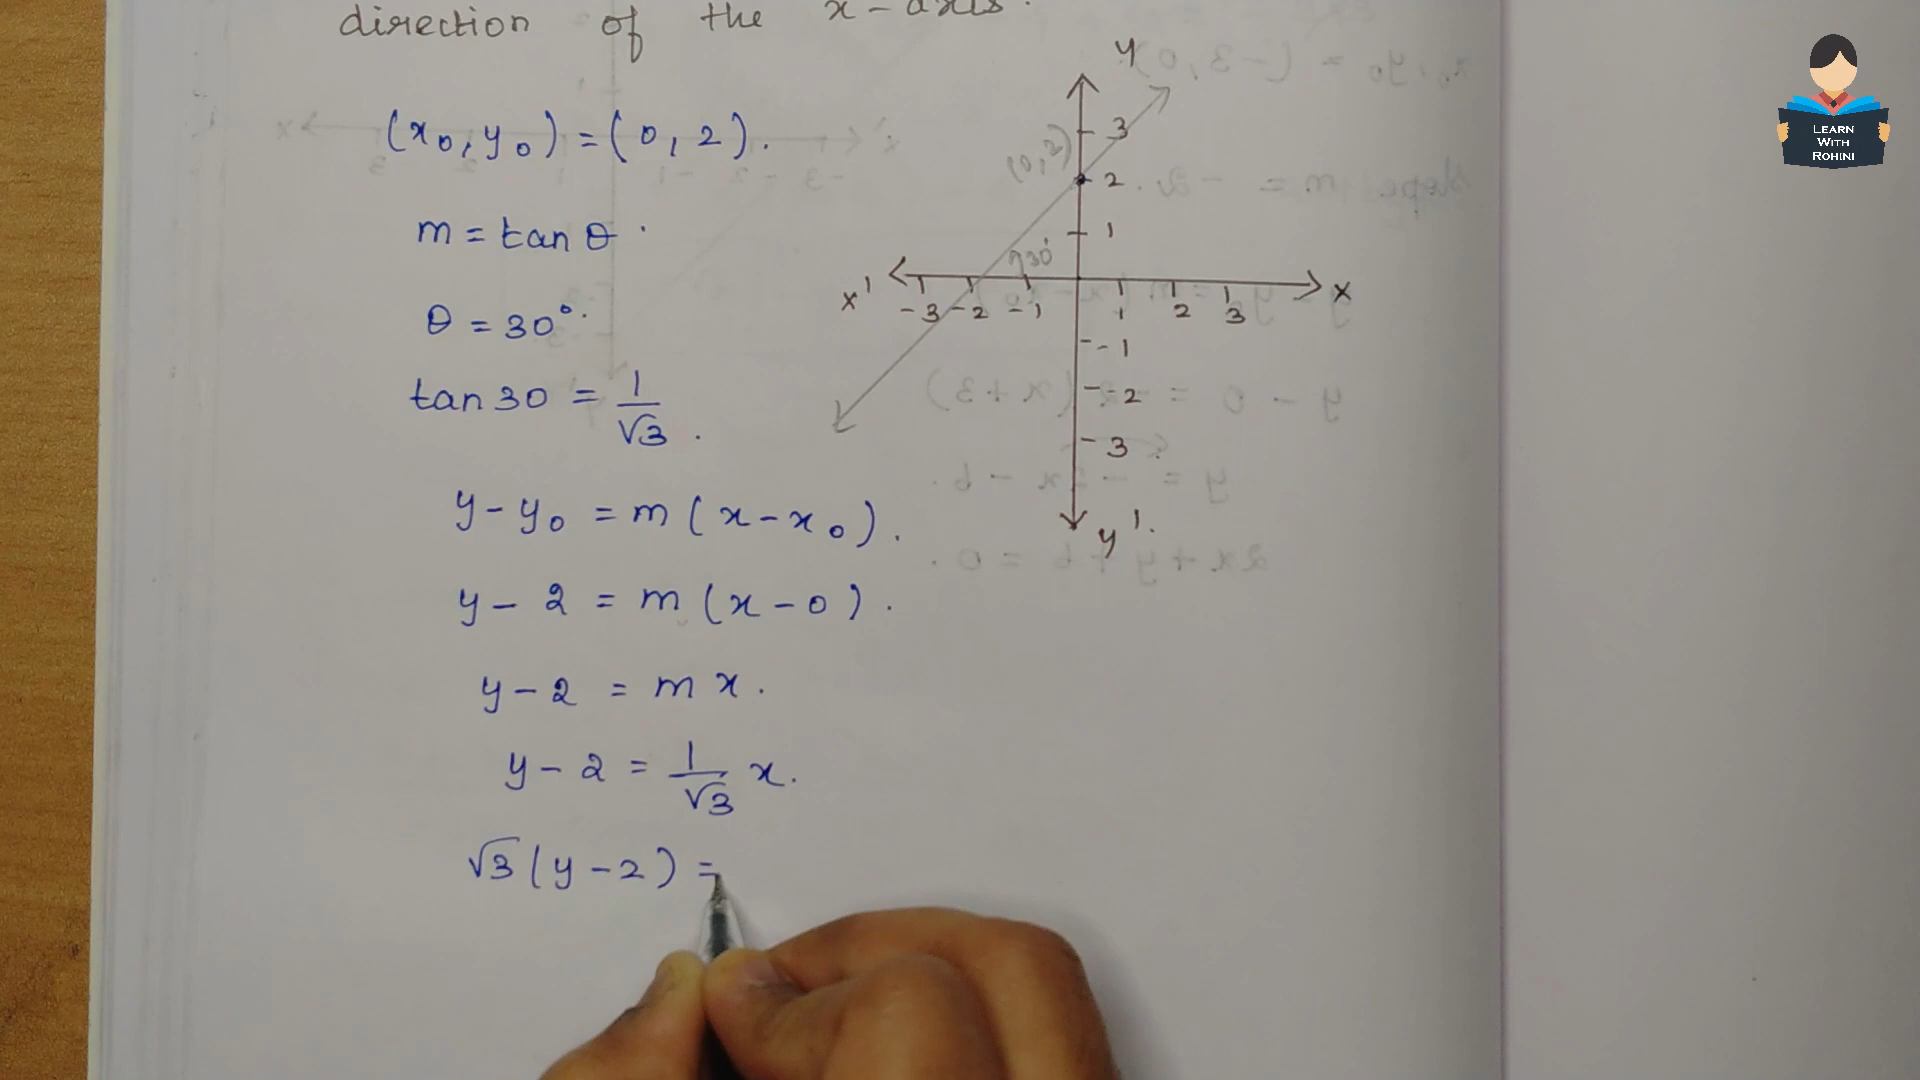 direction of the x-axis.
(x₀, y₀) = (0, 2).
m = tan θ.
θ = 30°.
tan 30 = 1/√3.
y - y₀ = m (x - x₀).
y - 2 = m (x - 0).
y - 2 = m x.
y - 2 = 1/√3 x.
√3 (y - 2) =
y
3
(0, 2)
2
1
30°
x' x
-3 -2 -1 1 2 3
-1
-2
-3
y'.
LEARN
With
ROHINI